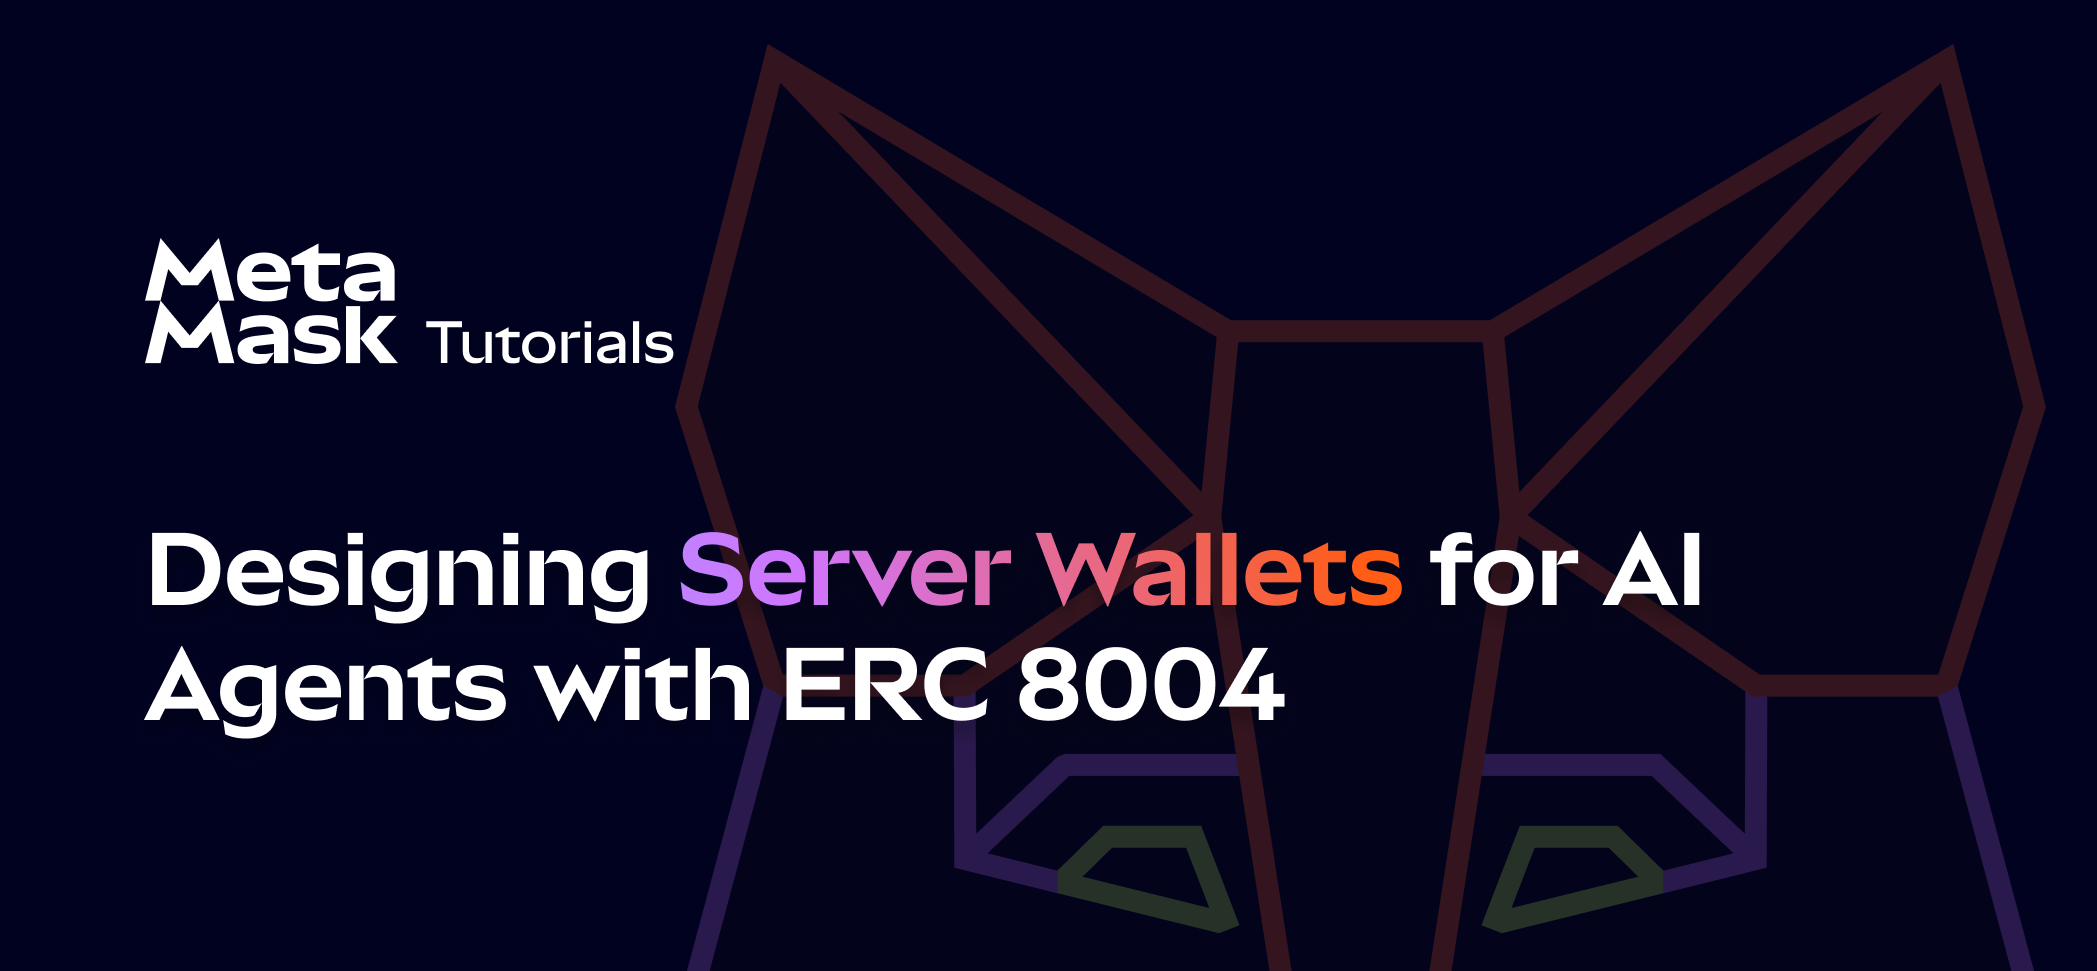 Meta
Mask Tutorials
Designing Server Wallets for AI
Agents with ERC 8004